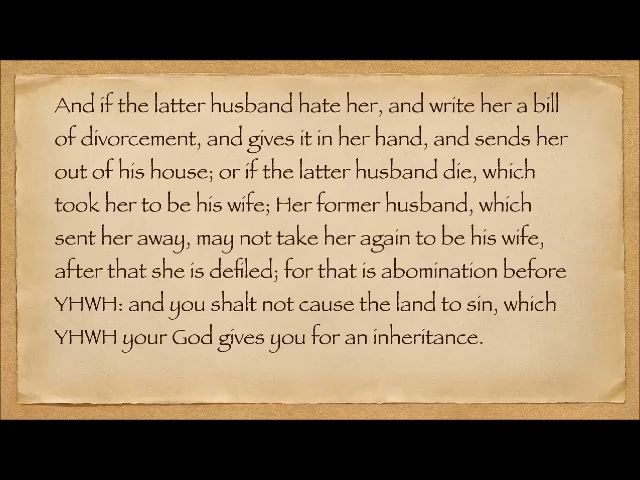 And if the latter husband hate her, and write her a bill
of divorcement, and gives it in her hand, and sends her
out of his house; or if the latter husband die, which
took her to be his wife; Her former husband, which
sent her away, may not take her again to be his wife,
after that she is defiled; for that is abomination before
YHWH: and you shalt not cause the land to sin, which
YHWH your God gives you for an inheritance.